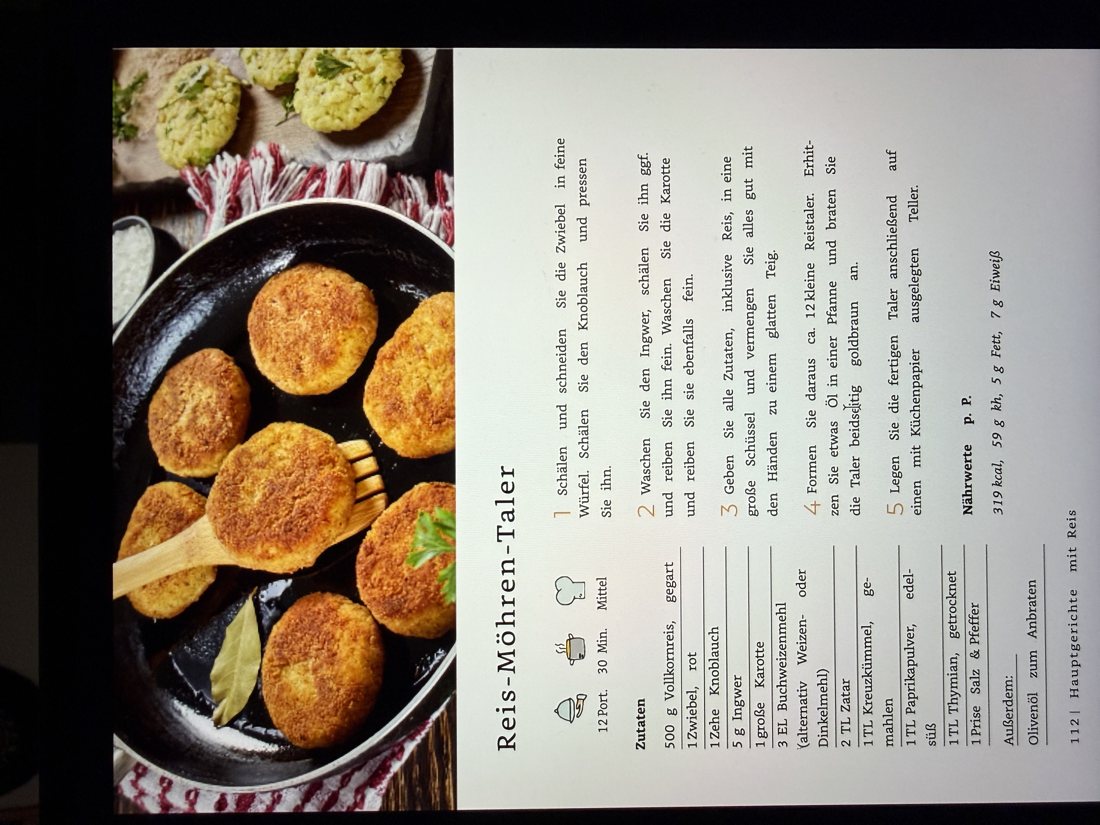 Reis-Möhren-Taler
12 Port. 30 Min. Mittel
Zutaten
500 g Vollkornreis, gegart
1 Zwiebel, rot
1 Zehe Knoblauch
5 g Ingwer
1 große Karotte
3 EL Buchweizenmehl
(alternativ Weizen- oder
Dinkelmehl)
2 TL Zatar
1 TL Kreuzkümmel, ge-
mahlen
1 TL Paprikapulver, edel-
süß
1 TL Thymian, getrocknet
1 Prise Salz & Pfeffer
Außerdem:
Olivenöl zum Anbraten
1 Schälen und schneiden Sie die Zwiebel in feine
Würfel. Schälen Sie den Knoblauch und pressen
Sie ihn.
2 Waschen Sie den Ingwer, schälen Sie ihn ggf.
und reiben Sie ihn fein. Waschen Sie die Karotte
und reiben Sie sie ebenfalls fein.
3 Geben Sie alle Zutaten, inklusive Reis, in eine
große Schüssel und vermengen Sie alles gut mit
den Händen zu einem glatten Teig.
4 Formen Sie daraus ca. 12 kleine Reistaler. Erhit-
zen Sie etwas Öl in einer Pfanne und braten Sie
die Taler beidseitig goldbraun an.
5 Legen Sie die fertigen Taler anschließend auf
einen mit Küchenpapier ausgelegten Teller.
Nährwerte p. P.
319 kcal, 59 g kh, 5 g Fett, 7 g Eiweiß
112 | Hauptgerichte mit Reis